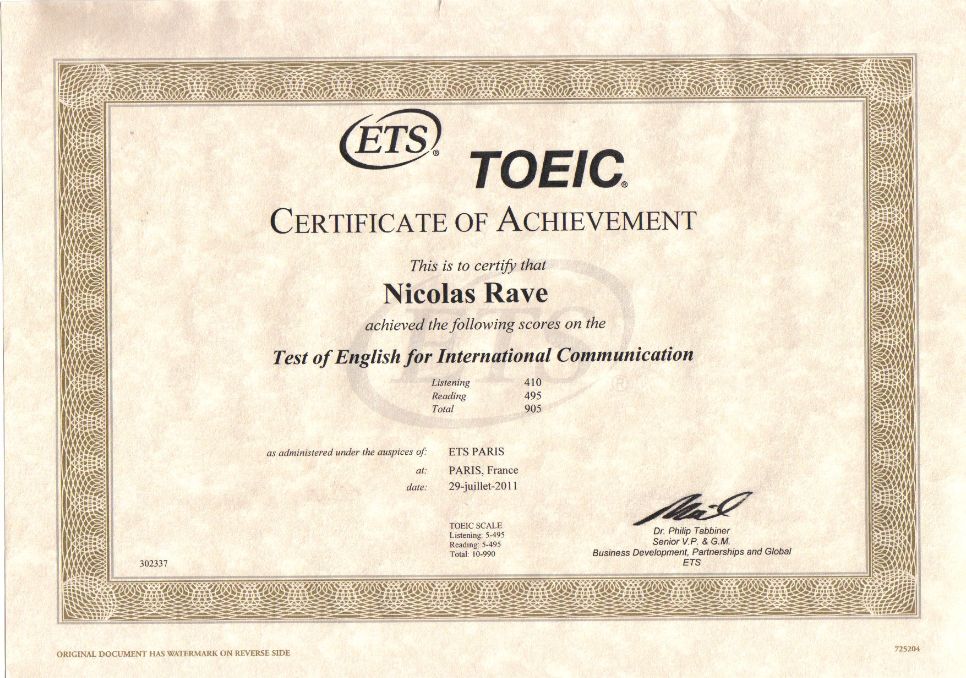 ETS®
TOEIC®
CERTIFICATE OF ACHIEVEMENT
This is to certify that
Nicolas Rave
achieved the following scores on the
Test of English for International Communication
ETS®
Listening 410
Reading 495
Total 905
as administered under the auspices of: ETS PARIS
at: PARIS, France
date: 29-juillet-2011
TOEIC SCALE
Listening: 5-495
Reading: 5-495
Total: 10-990
Dr. Philip Tabbiner
Senior V.P. & G.M.
Business Development, Partnerships and Global
ETS
302337
ORIGINAL DOCUMENT HAS WATERMARK ON REVERSE SIDE
725204